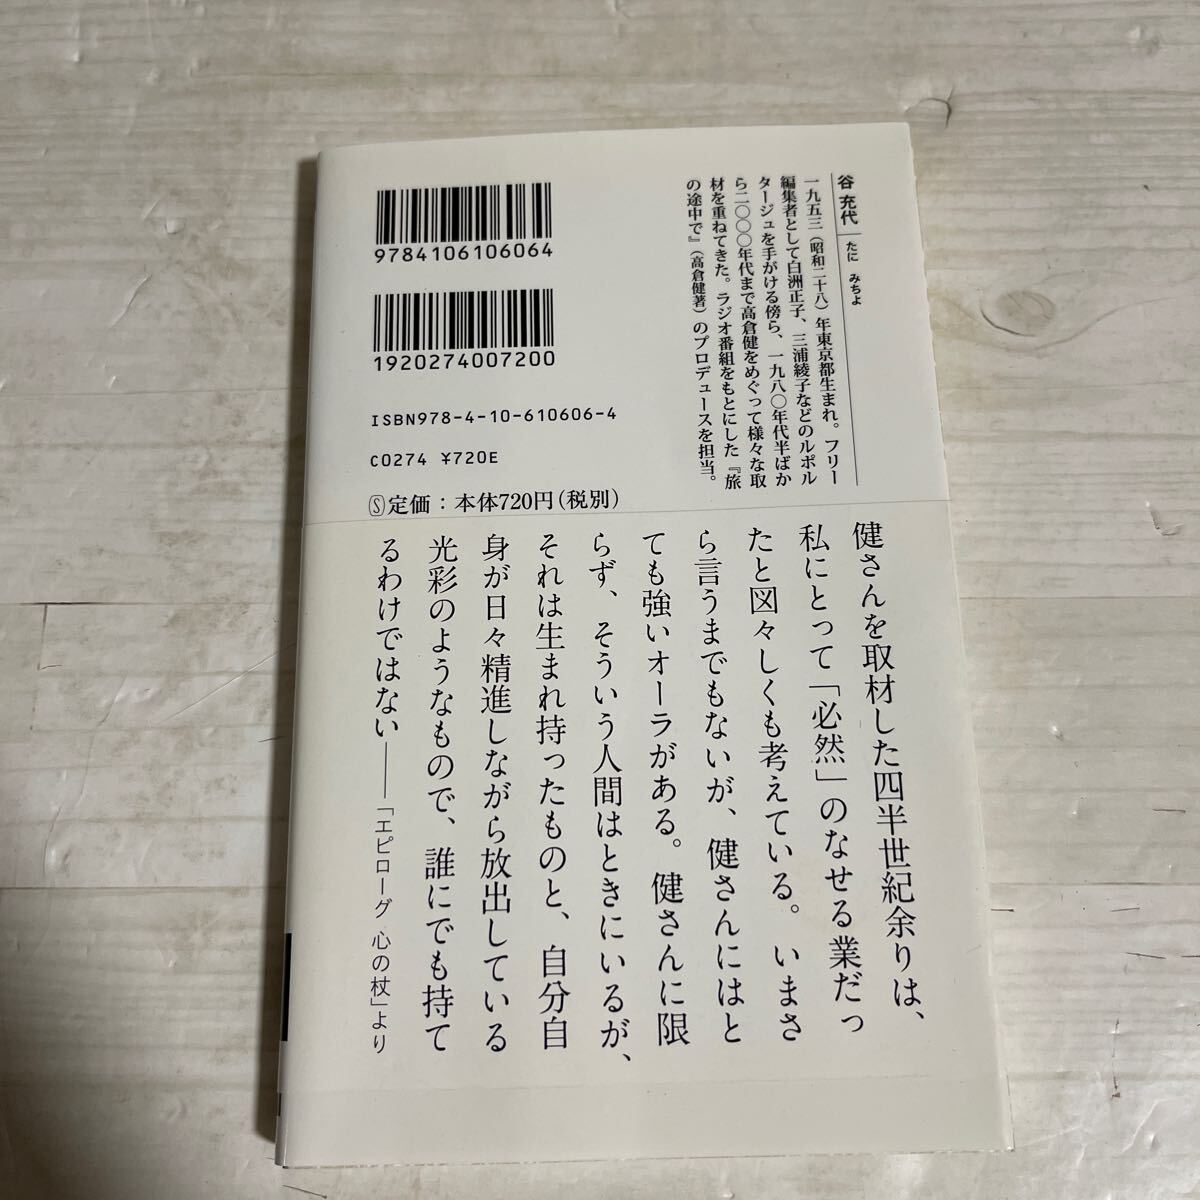 9784106106064
1920274007200
ISBN978-4-10-610606-4
C0274 ¥720E
Ⓢ定価：本体720円(税別)
谷 充代 たに みちよ
一九五三（昭和二十八）年東京都生まれ。フリー
編集者として白洲正子、三浦綾子などのルポル
タージュを手がける傍ら、一九八〇年代半ばか
ら二〇〇〇年代まで高倉健をめぐって様々な取
材を重ねてきた。ラジオ番組をもとにした『旅
の途中で』（高倉健著）のプロデュースを担当。
健さんを取材した四半世紀余りは、
私にとって「必然」のなせる業だっ
たと図々しくも考えている。いまさ
ら言うまでもないが、健さんにはと
ても強いオーラがある。健さんに限
らず、そういう人間はときにいるが、
それは生まれ持ったものと、自分自
身が日々精進しながら放出している
光彩のようなもので、誰にでも持て
るわけではない――「エピローグ 心の杖」より